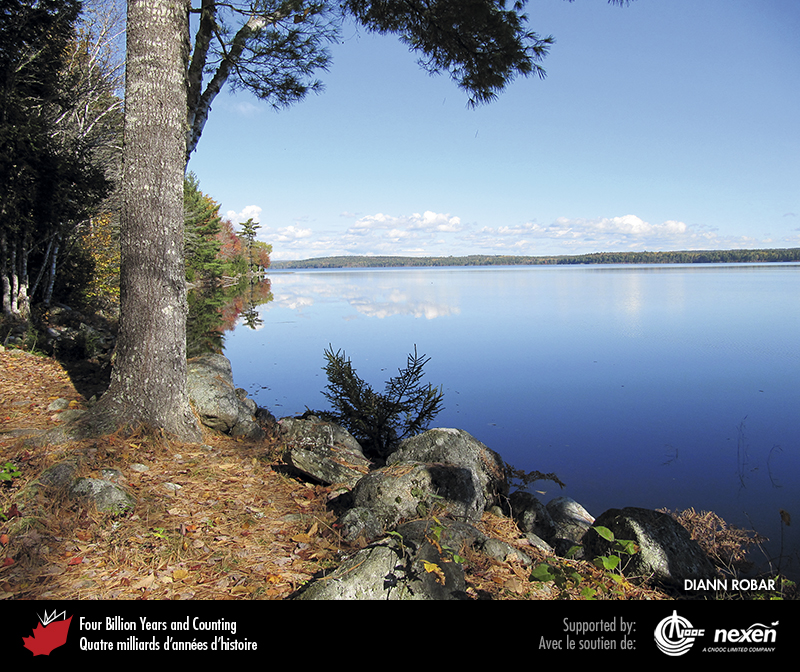 DIANN ROBAR
Four Billion Years and Counting
Quatre milliards d'années d'histoire
Supported by:
Avec le soutien de:
CNOOC
nexen
A CNOOC LIMITED COMPANY